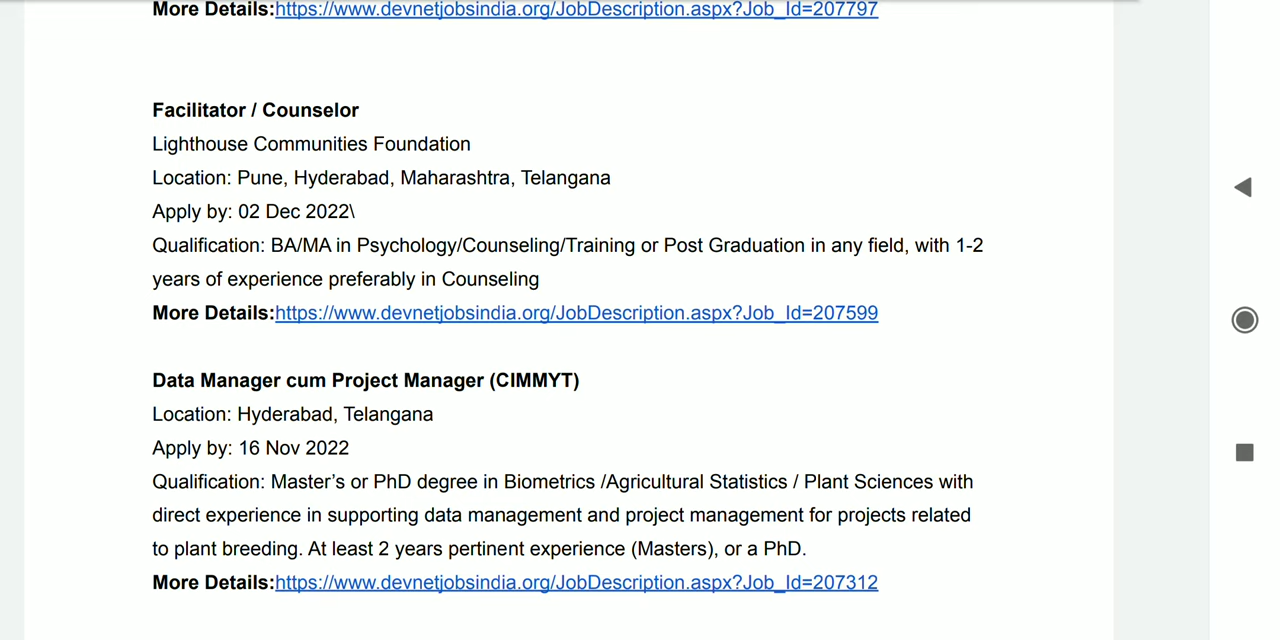 More Details:https://www.devnetjobsindia.org/JobDescription.aspx?Job_Id=207797
Facilitator / Counselor
Lighthouse Communities Foundation
Location: Pune, Hyderabad, Maharashtra, Telangana
Apply by: 02 Dec 2022\
Qualification: BA/MA in Psychology/Counseling/Training or Post Graduation in any field, with 1-2
years of experience preferably in Counseling
More Details:https://www.devnetjobsindia.org/JobDescription.aspx?Job_Id=207599
Data Manager cum Project Manager (CIMMYT)
Location: Hyderabad, Telangana
Apply by: 16 Nov 2022
Qualification: Master’s or PhD degree in Biometrics /Agricultural Statistics / Plant Sciences with
direct experience in supporting data management and project management for projects related
to plant breeding. At least 2 years pertinent experience (Masters), or a PhD.
More Details:https://www.devnetjobsindia.org/JobDescription.aspx?Job_Id=207312